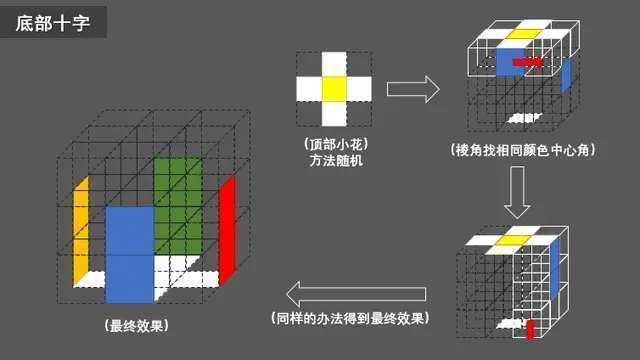 底部十字
(顶部小花)
方法随机
(棱角找相同颜色中心角)
(同样的办法得到最终效果)
(最终效果)